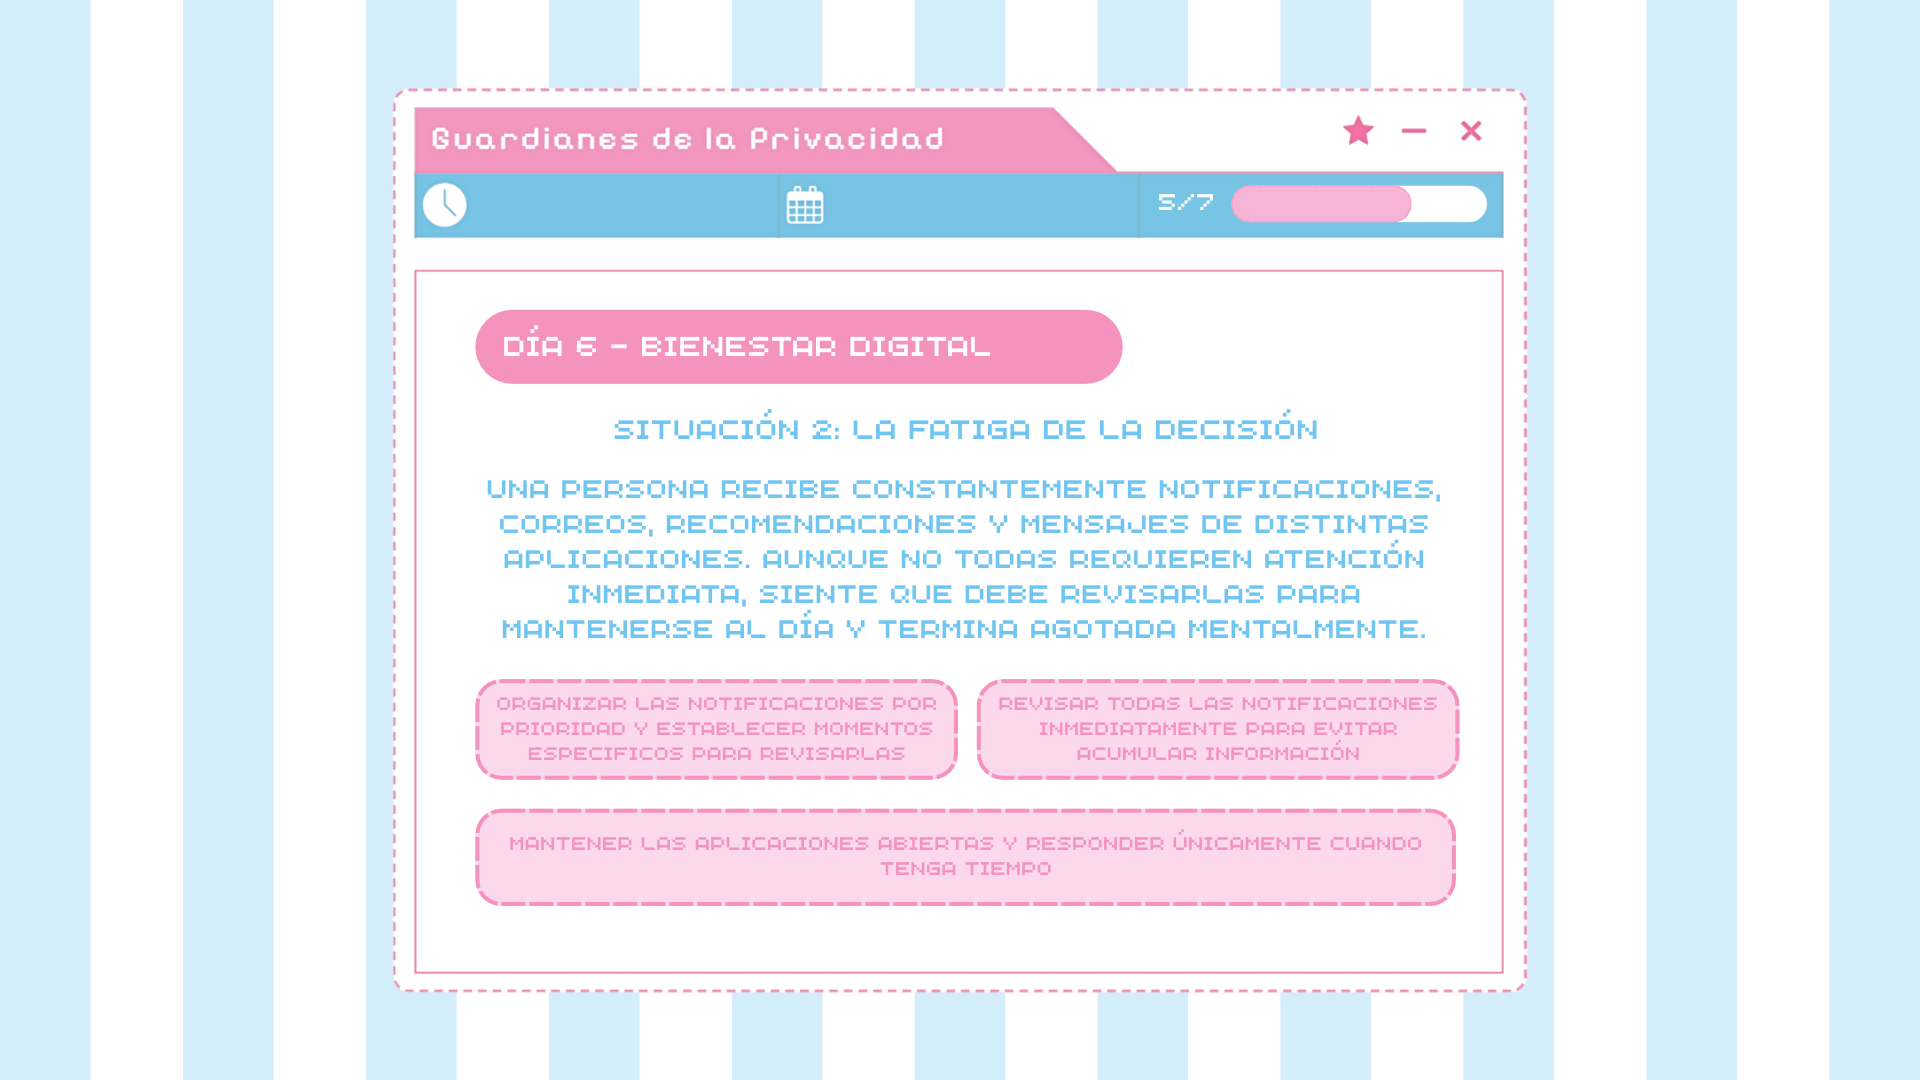 Guardianes de la Privacidad
5/7
DÍA 6 - BIENESTAR DIGITAL
SITUACIÓN 2: LA FATIGA DE LA DECISIÓN
UNA PERSONA RECIBE CONSTANTEMENTE NOTIFICACIONES,
CORREOS, RECOMENDACIONES Y MENSAJES DE DISTINTAS
APLICACIONES. AUNQUE NO TODAS REQUIEREN ATENCIÓN
INMEDIATA, SIENTE QUE DEBE REVISARLAS PARA
MANTENERSE AL DÍA Y TERMINA AGOTADA MENTALMENTE.
ORGANIZAR LAS NOTIFICACIONES POR
PRIORIDAD Y ESTABLECER MOMENTOS
ESPECIFICOS PARA REVISARLAS
REVISAR TODAS LAS NOTIFICACIONES
INMEDIATAMENTE PARA EVITAR
ACUMULAR INFORMACIÓN
MANTENER LAS APLICACIONES ABIERTAS Y RESPONDER ÚNICAMENTE CUANDO
TENGA TIEMPO